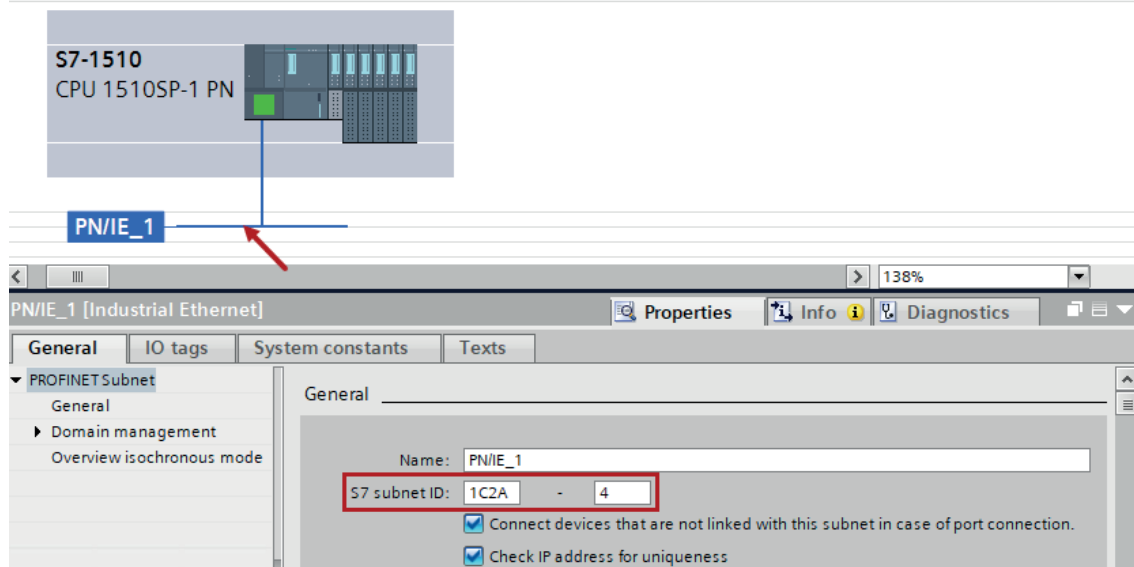 S7-1510
CPU 1510SP-1 PN
PN/IE_1
138%
PN/IE_1 [Industrial Ethernet]
Properties
Info
Diagnostics
General
IO tags
System constants
Texts
PROFINET Subnet
General
Domain management
Overview isochronous mode
General
Name: PN/IE_1
S7 subnet ID: 1C2A - 4
Connect devices that are not linked with this subnet in case of port connection.
Check IP address for uniqueness